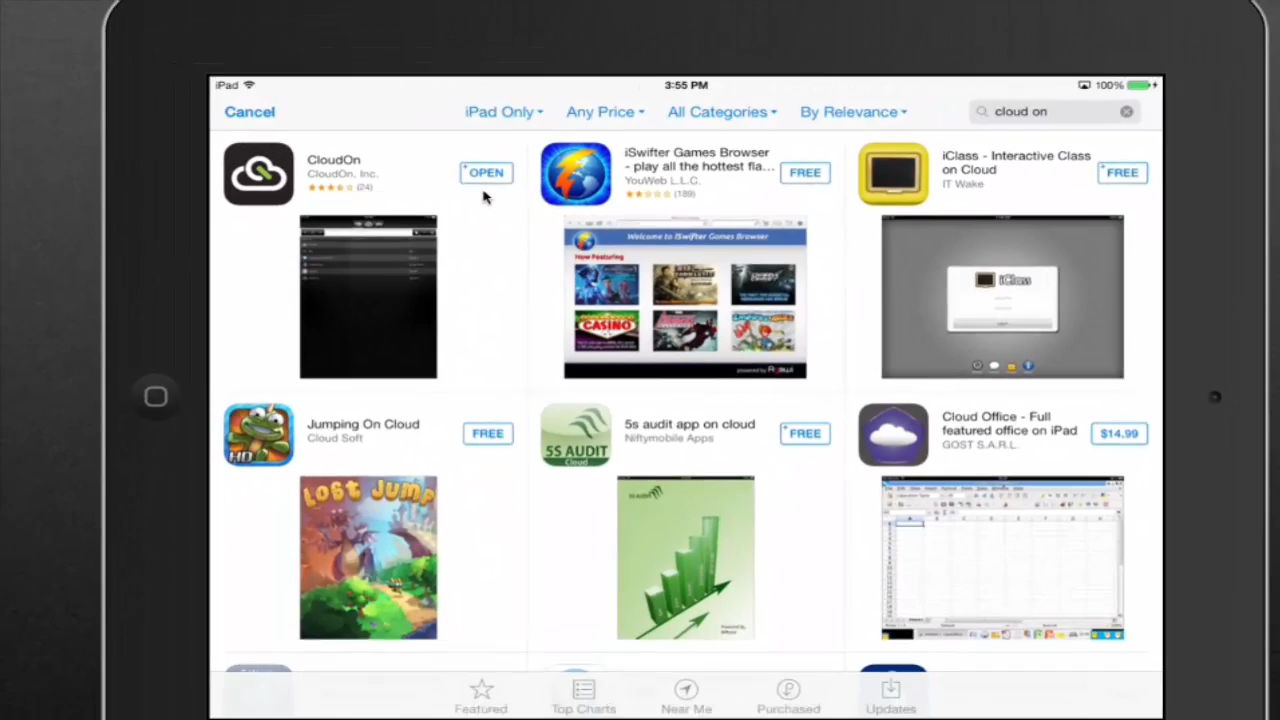 iPad
3:55 PM
100%
Cancel
iPad Only
Any Price
All Categories
By Relevance
cloud on
CloudOn
CloudOn, Inc.
(24)
+OPEN
iSwifter Games Browser
- play all the hottest fla...
YouWeb L.L.C.
(189)
FREE
iClass - Interactive Class
on Cloud
IT Wake
+FREE
Welcome to iSwifter Games Browser
Now Featuring
CASINO
powered by
iClass
Jumping On Cloud
Cloud Soft
FREE
HD
5s audit app on cloud
Niftymobile Apps
+FREE
5S AUDIT
Cloud
Cloud Office - Full
featured office on iPad
GOST S.A.R.L.
$14.99
LOST JUMP
Featured
Top Charts
Near Me
Purchased
Updates